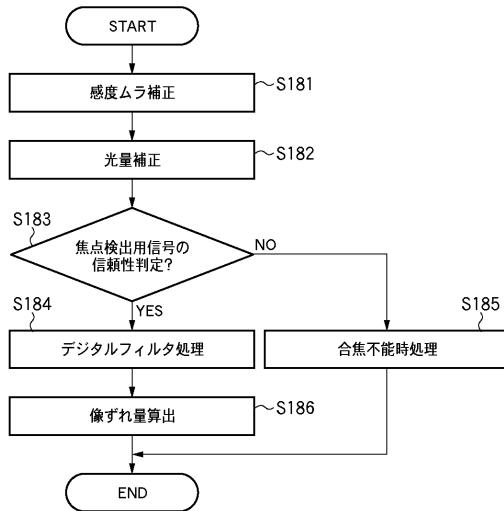 START
感度ムラ補正
S181
光量補正
S182
S183
焦点検出用信号の
信頼性判定?
NO
YES
S184
デジタルフィルタ処理
S185
合焦不能時処理
像ずれ量算出
S186
END